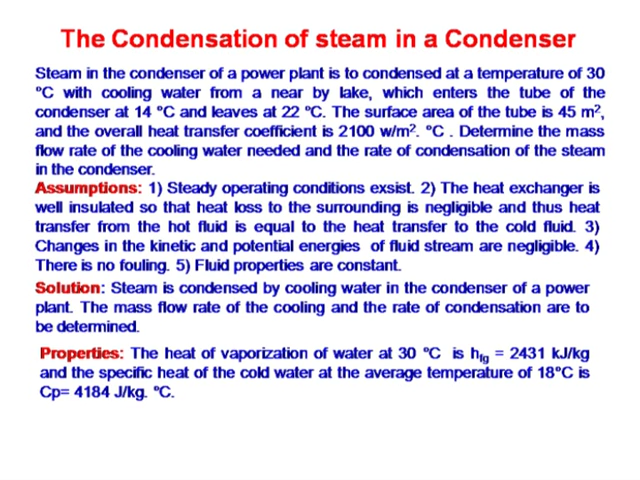 The Condensation of steam in a Condenser
Steam in the condenser of a power plant is to condensed at a temperature of 30
°C with cooling water from a near by lake, which enters the tube of the
condenser at 14 °C and leaves at 22 °C. The surface area of the tube is 45 m²,
and the overall heat transfer coefficient is 2100 w/m². °C . Determine the mass
flow rate of the cooling water needed and the rate of condensation of the steam
in the condenser.
Assumptions: 1) Steady operating conditions exsist. 2) The heat exchanger is
well insulated so that heat loss to the surrounding is negligible and thus heat
transfer from the hot fluid is equal to the heat transfer to the cold fluid. 3)
Changes in the kinetic and potential energies of fluid stream are negligible. 4)
There is no fouling. 5) Fluid properties are constant.
Solution: Steam is condensed by cooling water in the condenser of a power
plant. The mass flow rate of the cooling and the rate of condensation are to
be determined.
Properties: The heat of vaporization of water at 30 °C is hfg = 2431 kJ/kg
and the specific heat of the cold water at the average temperature of 18°C is
Cp= 4184 J/kg. °C.